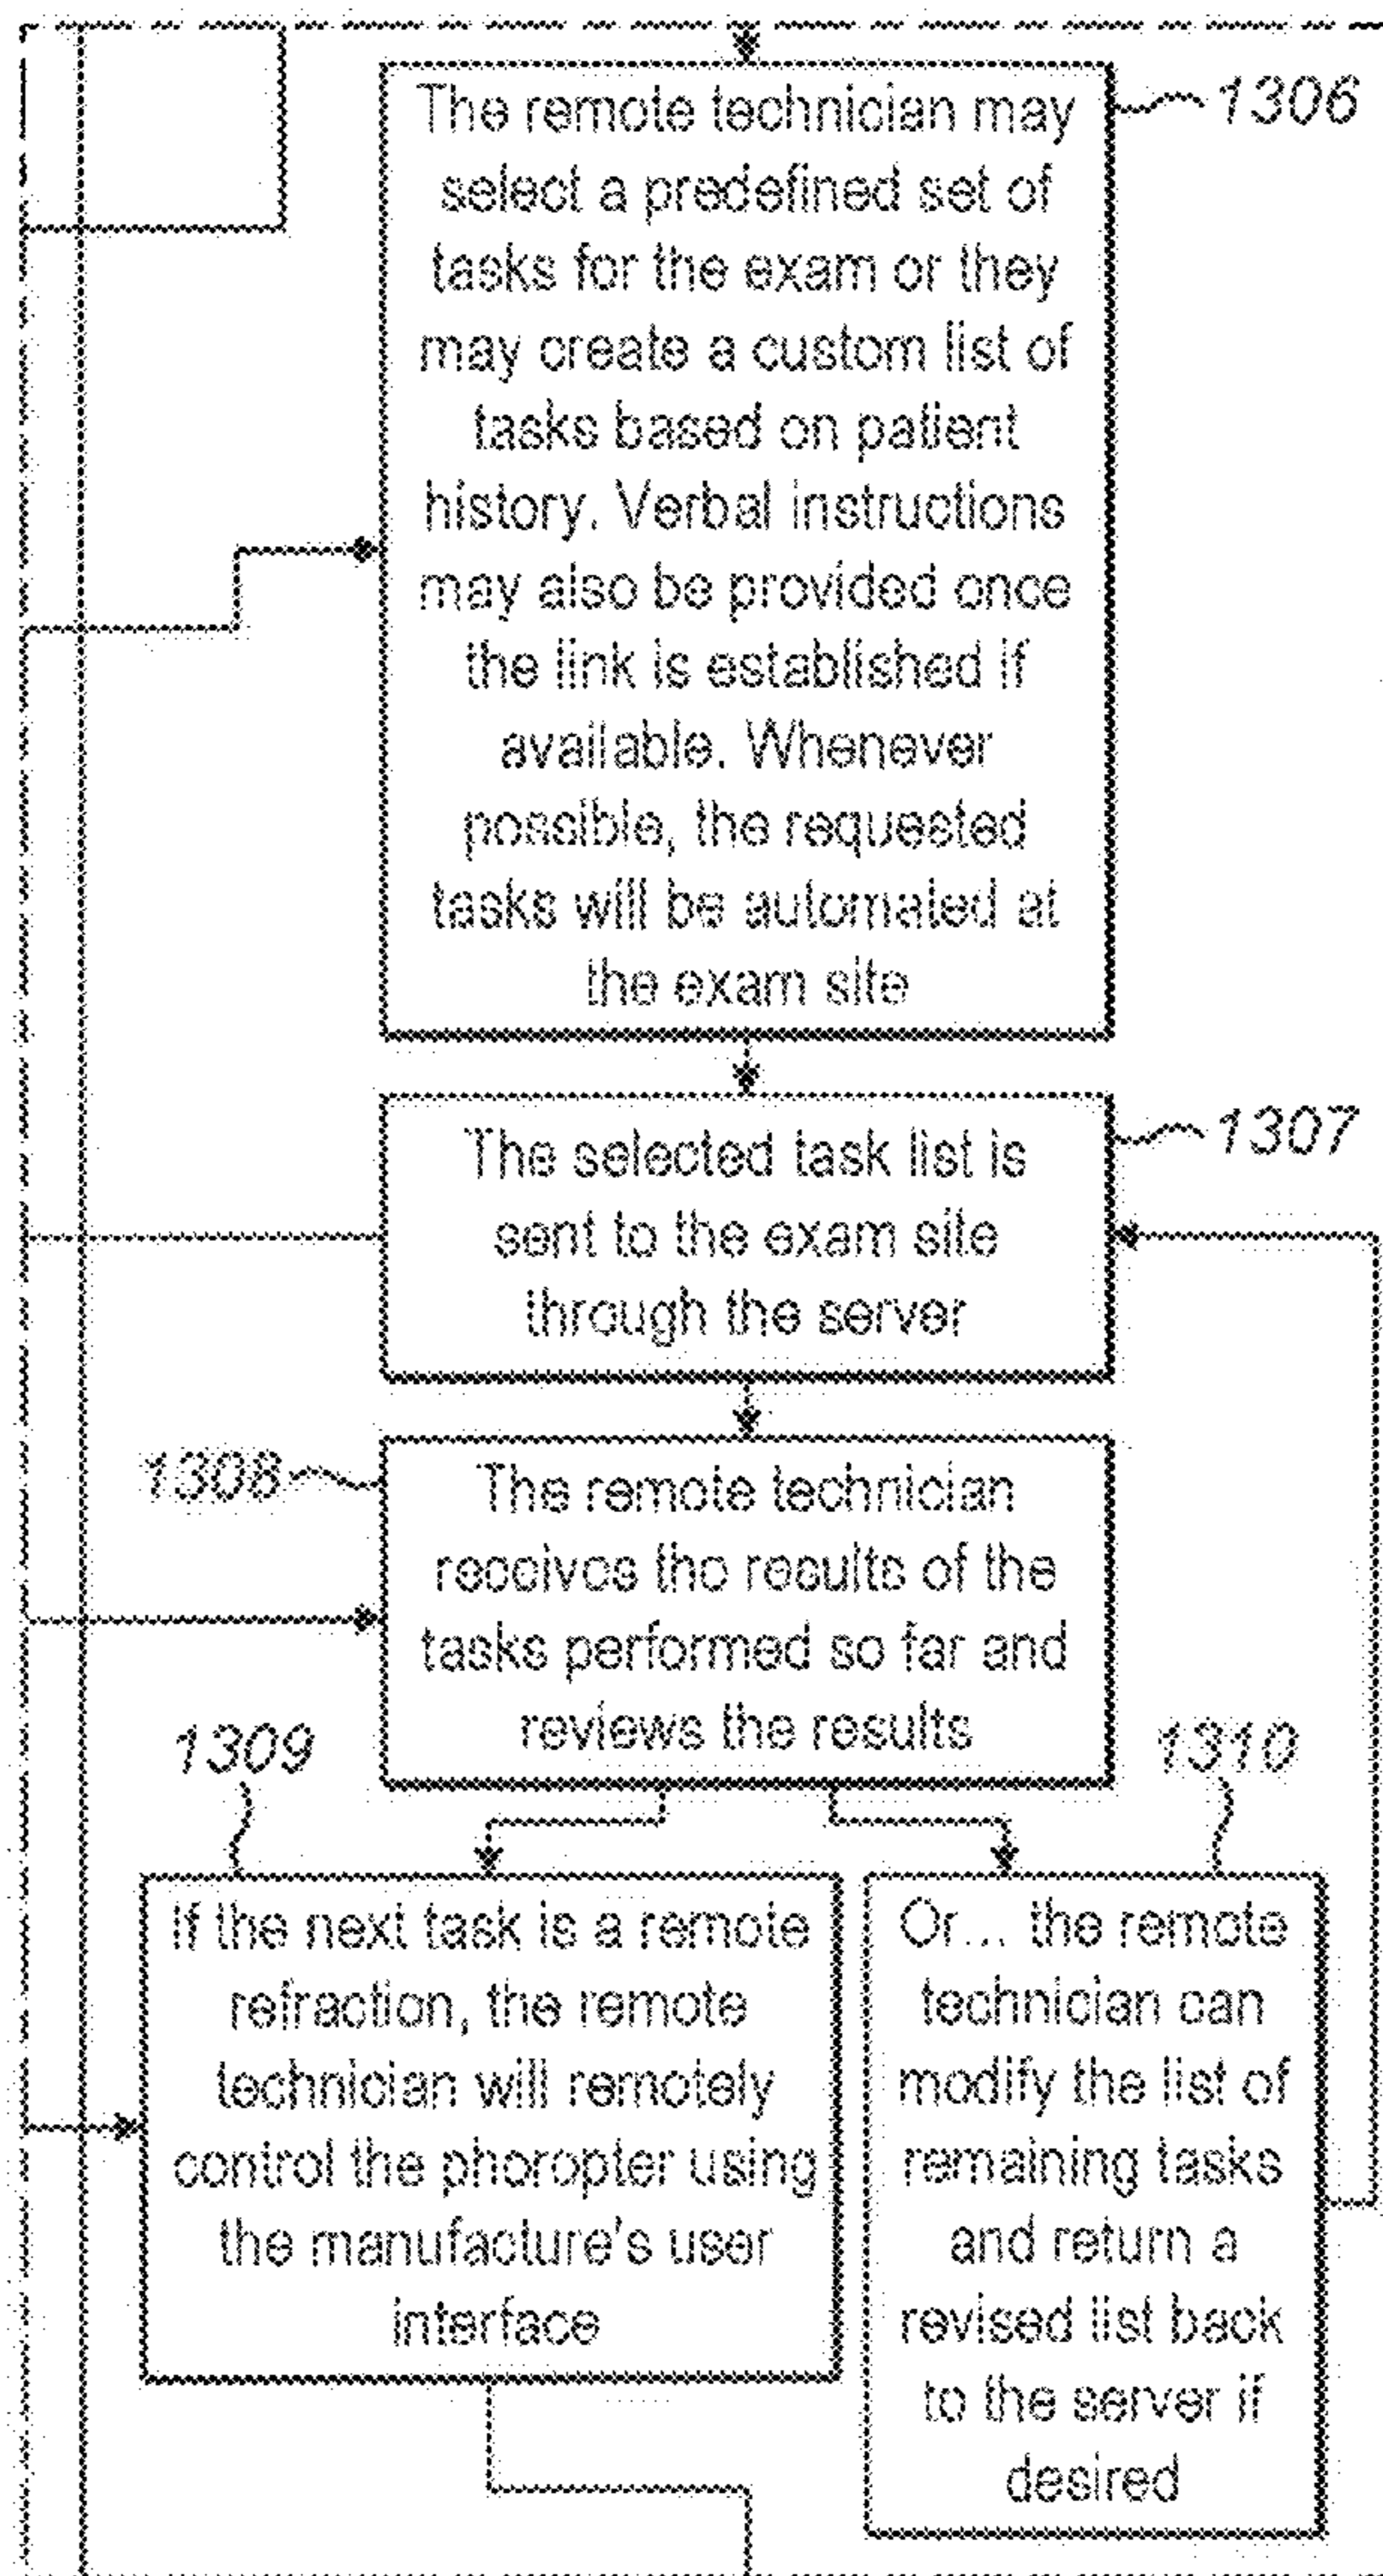 The remote technician may
select a predefined set of
tasks for the exam or they
may create a custom list of
tasks based on patient
history. Verbal instructions
may also be provided once
the link is established if
available. Whenever
possible, the requested
tasks will be automated at
the exam site
1306
The selected task list is
sent to the exam site
through the server
1307
1308
The remote technician
receives the results of the
tasks performed so far and
reviews the results
1309
If the next task is a remote
refraction, the remote
technician will remotely
control the phoropter using
the manufacture's user
interface
1310
Or... the remote
technician can
modify the list of
remaining tasks
and return a
revised list back
to the server if
desired